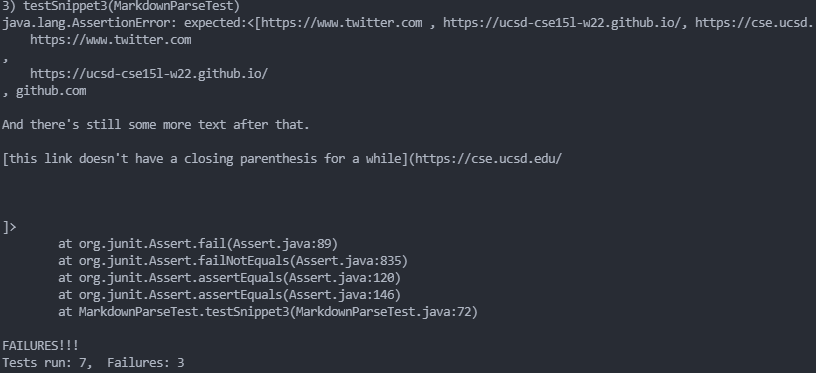 3) testSnippet3(MarkdownParseTest)
java.lang.AssertionError: expected:<[https://www.twitter.com , https://ucsd-cse15l-w22.github.io/, https://cse.ucsd.
    https://www.twitter.com
,
    https://ucsd-cse15l-w22.github.io/
, github.com

And there's still some more text after that.

[this link doesn't have a closing parenthesis for a while](https://cse.ucsd.edu/



]>
        at org.junit.Assert.fail(Assert.java:89)
        at org.junit.Assert.failNotEquals(Assert.java:835)
        at org.junit.Assert.assertEquals(Assert.java:120)
        at org.junit.Assert.assertEquals(Assert.java:146)
        at MarkdownParseTest.testSnippet3(MarkdownParseTest.java:72)

FAILURES!!!
Tests run: 7,  Failures: 3